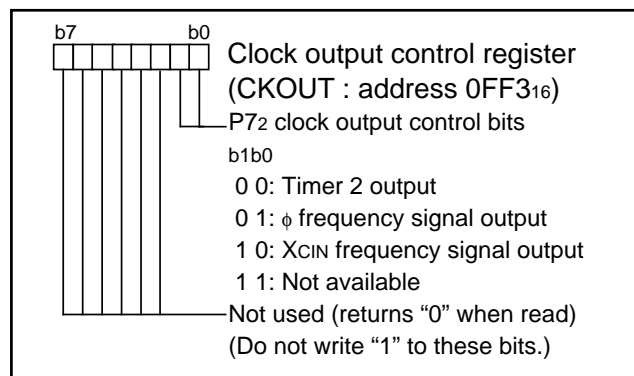 b7 b0
Clock output control register
(CKOUT : address 0FF316)
P72 clock output control bits
b1b0
0 0: Timer 2 output
0 1: ϕ frequency signal output
1 0: XCIN frequency signal output
1 1: Not available
Not used (returns “0” when read)
(Do not write “1” to these bits.)